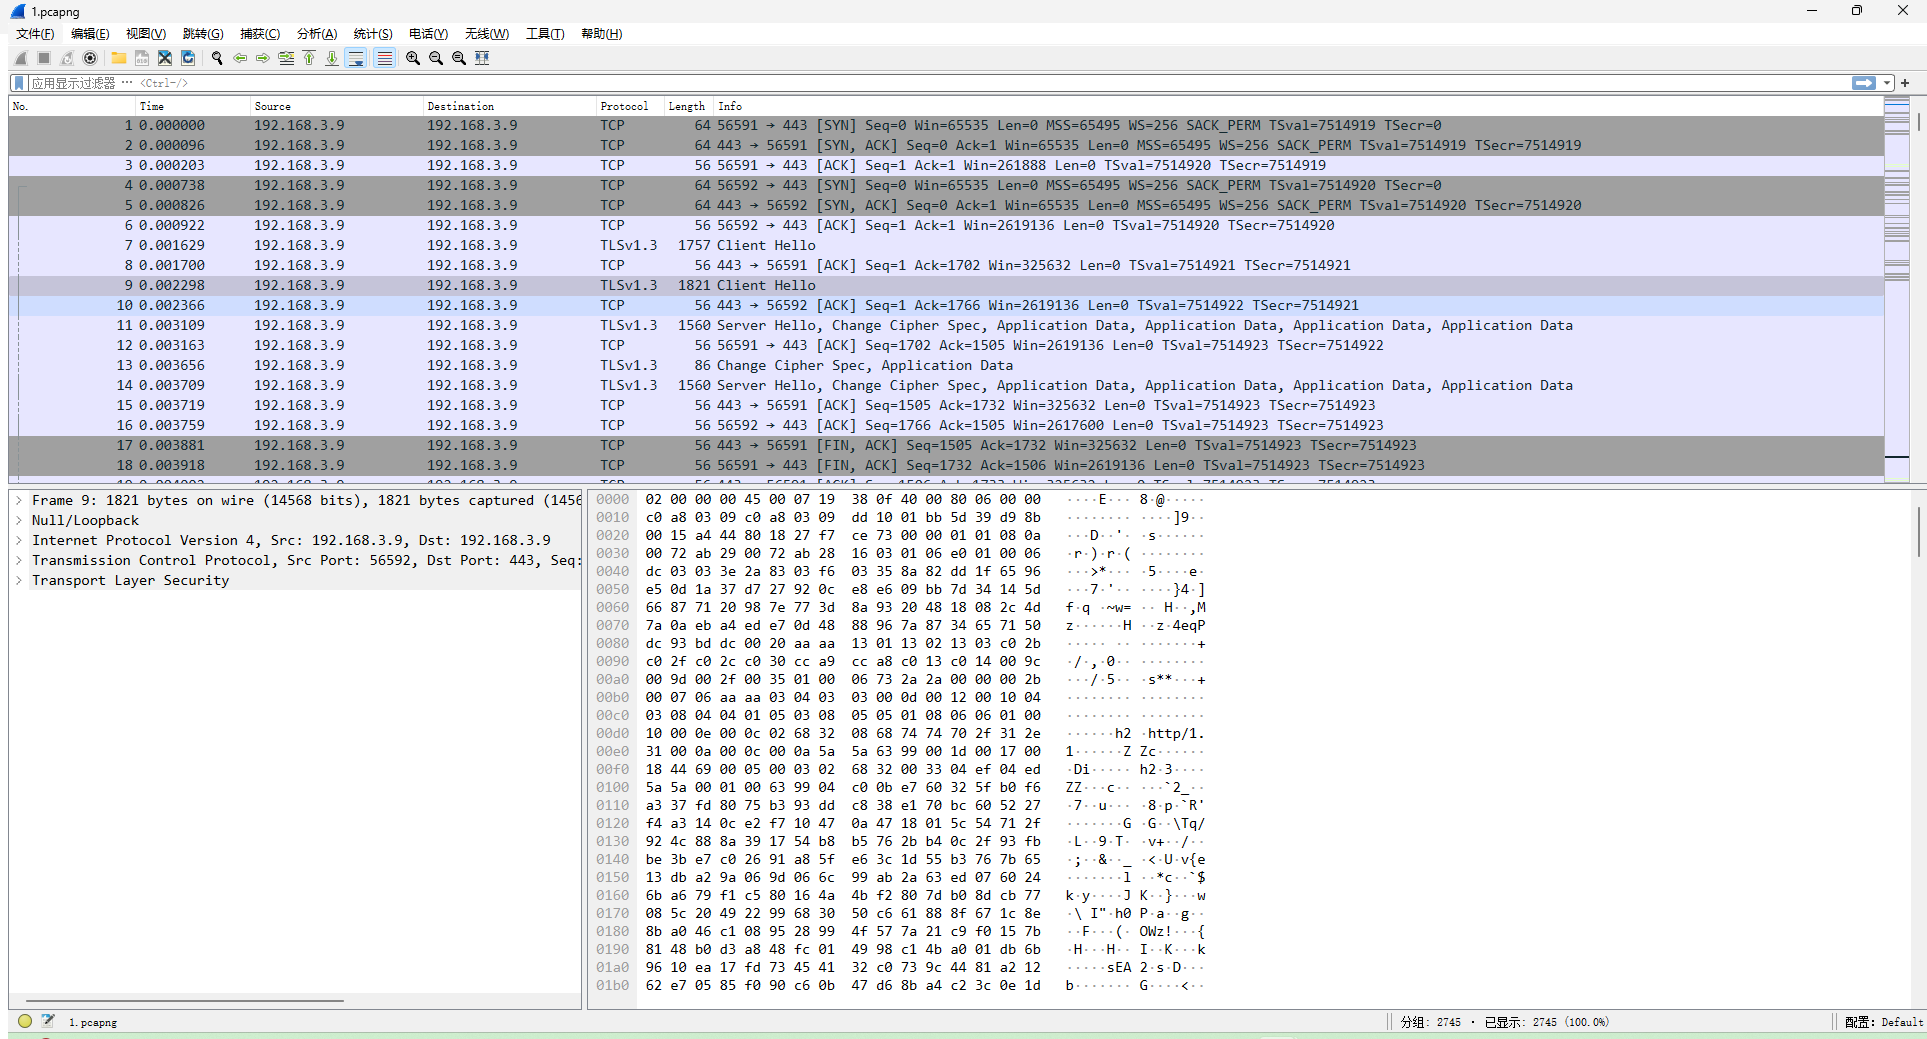 1.pcapng
文件(F) 编辑(E) 视图(V) 跳转(G) 捕获(C) 分析(A) 统计(S) 电话(Y) 无线(W) 工具(T) 帮助(H)
应用显示过滤器 … <Ctrl-/>
No. Time Source Destination Protocol Length Info
1 0.000000 192.168.3.9 192.168.3.9 TCP 64 56591 → 443 [SYN] Seq=0 Win=65535 Len=0 MSS=65495 WS=256 SACK_PERM TSval=7514919 TSecr=0
2 0.000096 192.168.3.9 192.168.3.9 TCP 64 443 → 56591 [SYN, ACK] Seq=0 Ack=1 Win=65535 Len=0 MSS=65495 WS=256 SACK_PERM TSval=7514919 TSecr=7514919
3 0.000203 192.168.3.9 192.168.3.9 TCP 56 56591 → 443 [ACK] Seq=1 Ack=1 Win=261888 Len=0 TSval=7514920 TSecr=7514919
4 0.000738 192.168.3.9 192.168.3.9 TCP 64 56592 → 443 [SYN] Seq=0 Win=65535 Len=0 MSS=65495 WS=256 SACK_PERM TSval=7514920 TSecr=0
5 0.000826 192.168.3.9 192.168.3.9 TCP 64 443 → 56592 [SYN, ACK] Seq=0 Ack=1 Win=65535 Len=0 MSS=65495 WS=256 SACK_PERM TSval=7514920 TSecr=7514920
6 0.000922 192.168.3.9 192.168.3.9 TCP 56 56592 → 443 [ACK] Seq=1 Ack=1 Win=2619136 Len=0 TSval=7514920 TSecr=7514920
7 0.001629 192.168.3.9 192.168.3.9 TLSv1.3 1757 Client Hello
8 0.001700 192.168.3.9 192.168.3.9 TCP 56 443 → 56591 [ACK] Seq=1 Ack=1702 Win=325632 Len=0 TSval=7514921 TSecr=7514921
9 0.002298 192.168.3.9 192.168.3.9 TLSv1.3 1821 Client Hello
10 0.002366 192.168.3.9 192.168.3.9 TCP 56 443 → 56592 [ACK] Seq=1 Ack=1766 Win=2619136 Len=0 TSval=7514922 TSecr=7514921
11 0.003109 192.168.3.9 192.168.3.9 TLSv1.3 1560 Server Hello, Change Cipher Spec, Application Data, Application Data, Application Data, Application Data
12 0.003163 192.168.3.9 192.168.3.9 TCP 56 56591 → 443 [ACK] Seq=1702 Ack=1505 Win=2619136 Len=0 TSval=7514923 TSecr=7514922
13 0.003656 192.168.3.9 192.168.3.9 TLSv1.3 86 Change Cipher Spec, Application Data
14 0.003709 192.168.3.9 192.168.3.9 TLSv1.3 1560 Server Hello, Change Cipher Spec, Application Data, Application Data, Application Data, Application Data
15 0.003719 192.168.3.9 192.168.3.9 TCP 56 443 → 56591 [ACK] Seq=1505 Ack=1732 Win=325632 Len=0 TSval=7514923 TSecr=7514923
16 0.003759 192.168.3.9 192.168.3.9 TCP 56 56592 → 443 [ACK] Seq=1766 Ack=1505 Win=2617600 Len=0 TSval=7514923 TSecr=7514923
17 0.003881 192.168.3.9 192.168.3.9 TCP 56 443 → 56591 [FIN, ACK] Seq=1505 Ack=1732 Win=325632 Len=0 TSval=7514923 TSecr=7514923
18 0.003918 192.168.3.9 192.168.3.9 TCP 56 56591 → 443 [FIN, ACK] Seq=1732 Ack=1506 Win=2619136 Len=0 TSval=7514923 TSecr=7514923
Frame 9: 1821 bytes on wire (14568 bits), 1821 bytes captured (1456
Null/Loopback
Internet Protocol Version 4, Src: 192.168.3.9, Dst: 192.168.3.9
Transmission Control Protocol, Src Port: 56592, Dst Port: 443, Seq:
Transport Layer Security
0000 02 00 00 00 45 00 07 19 38 0f 40 00 80 06 00 00 ····E··· 8·@·····
0010 c0 a8 03 09 c0 a8 03 09 dd 10 01 bb 5d 39 d9 8b ········ ····]9··
0020 00 15 a4 44 80 18 27 f7 ce 73 00 00 01 01 08 0a ···D··'· ·s······
0030 00 72 ab 29 00 72 ab 28 16 03 01 06 e0 01 00 06 ·r·)·r·( ········
0040 dc 03 03 3e 2a 83 03 f6 03 35 8a 82 dd 1f 65 96 ···>*··· ·5····e·
0050 e5 0d 1a 37 d7 27 92 0c e8 e6 09 bb 7d 34 14 5d ···7·'·· ····}4·]
0060 66 87 71 20 98 7e 77 3d 8a 93 20 48 18 08 2c 4d f·q ·~w= ·· H··,M
0070 7a 0a eb a4 ed e7 0d 48 88 96 7a 87 34 65 71 50 z······H ··z·4eqP
0080 dc 93 bd dc 00 20 aa aa 13 01 13 02 13 03 c0 2b ····· ·· ·······+
0090 c0 2f c0 2c c0 30 cc a9 cc a8 c0 13 c0 14 00 9c ·/·,·0·· ········
00a0 00 9d 00 2f 00 35 01 00 06 73 2a 2a 00 00 00 2b ···/·5·· ·s**···+
00b0 00 07 06 aa aa 03 04 03 03 00 0d 00 12 00 10 04 ········ ········
00c0 03 08 04 04 01 05 03 08 05 05 01 08 06 06 01 00 ········ ········
00d0 10 00 0e 00 0c 02 68 32 08 68 74 74 70 2f 31 2e ······h2 ·http/1.
00e0 31 00 0a 00 0c 00 0a 5a 5a 63 99 00 1d 00 17 00 1······Z Zc······
00f0 18 44 69 00 05 00 03 02 68 32 00 33 04 ef 04 ed ·Di····· h2·3····
0100 5a 5a 00 01 00 63 99 04 c0 0b e7 60 32 5f b0 f6 ZZ···c·· ···`2_··
0110 a3 37 fd 80 75 b3 93 dd c8 38 e1 70 bc 60 52 27 ·7··u··· ·8·p·`R'
0120 f4 a3 14 0c e2 f7 10 47 0a 47 18 01 5c 54 71 2f ·······G ·G··\Tq/
0130 92 4c 88 8a 39 17 54 b8 b5 76 2b b4 0c 2f 93 fb ·L··9·T· ·v+··/··
0140 be 3b e7 c0 26 91 a8 5f e6 3c 1d 55 b3 76 7b 65 ·;··&··_ ·<·U·v{e
0150 13 db a2 9a 06 9d 06 6c 99 ab 2a 63 ed 07 60 24 ·······l ··*c··`$
0160 6b a6 79 f1 c5 80 16 4a 4b f2 80 7d b0 8d cb 77 k·y····J K··}···w
0170 08 5c 20 49 22 99 68 30 50 c6 61 88 8f 67 1c 8e ·\ I"·h0 P·a··g··
0180 8b a0 46 c1 08 95 28 99 4f 57 7a 21 c9 f0 15 7b ··F···(· OWz!···{
0190 81 48 b0 d3 a8 48 fc 01 49 98 c1 4b a0 01 db 6b ·H···H·· I··K···k
01a0 96 10 ea 17 fd 73 45 41 32 c0 73 9c 44 81 a2 12 ·····sEA 2·s·D···
01b0 62 e7 05 85 f0 90 c6 0b 47 d6 8b a4 c2 3c 0e 1d b······· G····<··
1.pcapng 分组: 2745 · 已显示: 2745 (100.0%) 配置: Default